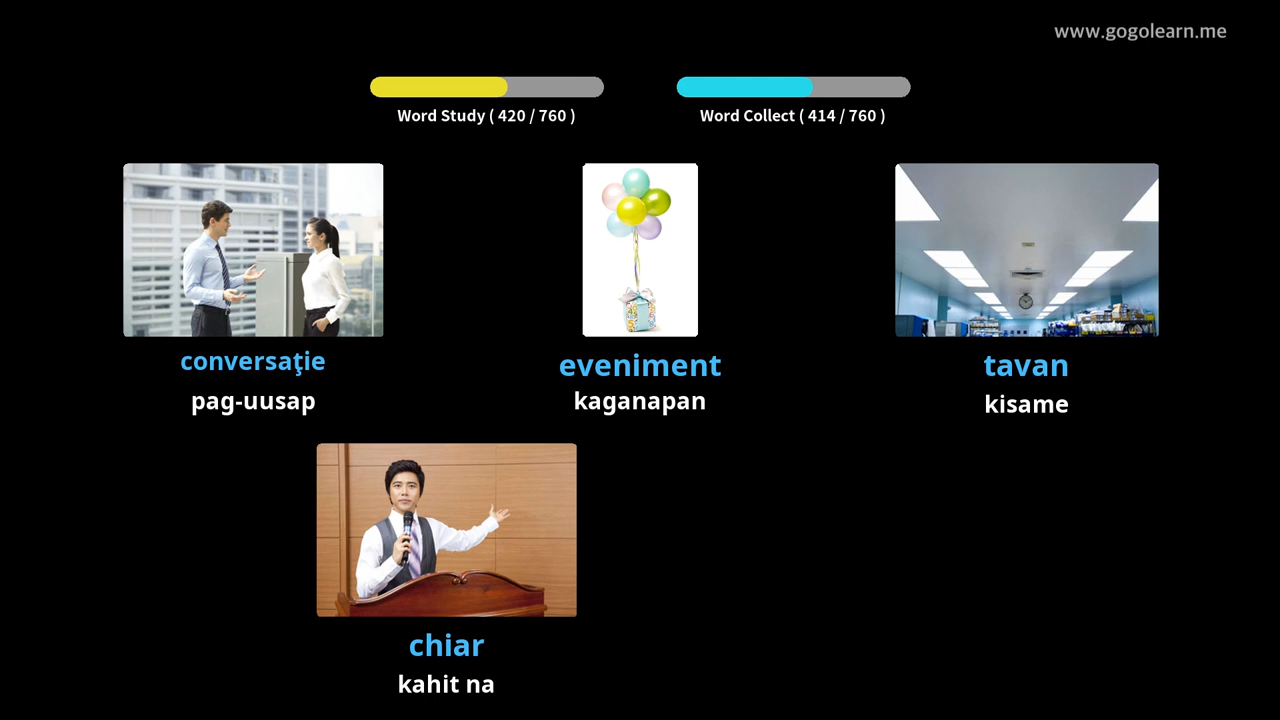 www.gogolearn.me
Word Study ( 420 / 760 )
Word Collect ( 414 / 760 )
conversaţie
eveniment
tavan
pag-uusap
kaganapan
kisame
chiar
kahit na